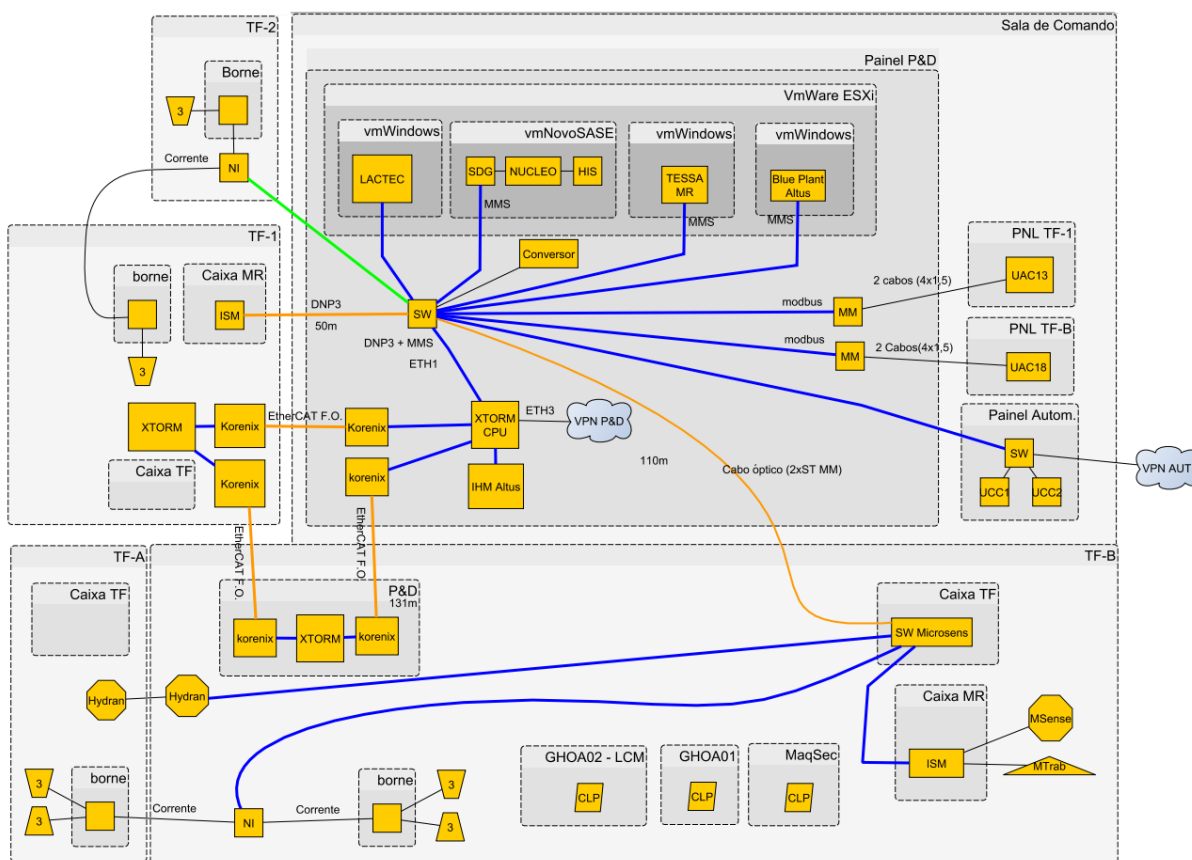 TF-2
Sala de Comando
Borne
3
Corrente
NI
Painel P&D
VmWare ESXi
vmWindows
LACTEC
vmNovoSASE
SDG
NUCLEO
HIS
MMS
vmWindows
TESSA
MR
MMS
vmWindows
Blue Plant
Altus
MMS
TF-1
borne
3
Caixa MR
ISM
DNP3
50m
Conversor
SW
DNP3 + MMS
ETH1
modbus
MM
2 cabos (4x1,5)
PNL TF-1
UAC13
modbus
MM
2 Cabos(4x1,5)
PNL TF-B
UAC18
XTORM
Korenix
EtherCAT F.O.
Korenix
XTORM
CPU
ETH3
VPN P&D
Caixa TF
Korenix
korenix
IHM Altus
110m
Cabo óptico (2xST MM)
Painel Autom.
SW
UCC1
UCC2
VPN AUT
EtherCAT F.O.
EtherCAT F.O
TF-A
Caixa TF
TF-B
P&D
131m
korenix
XTORM
korenix
Caixa TF
SW Microsens
Hydran
Hydran
Caixa MR
ISM
MSense
MTrab
3
3
borne
Corrente
NI
Corrente
borne
3
3
GHOA02 - LCM
CLP
GHOA01
CLP
MaqSec
CLP